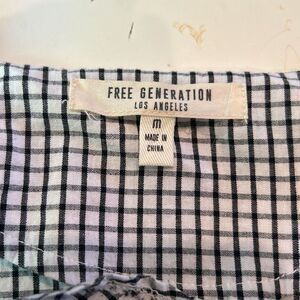 FREE GENERATION
LOS ANGELES
m
MADE IN
CHINA